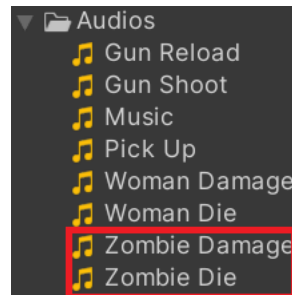 Audios
Gun Reload
Gun Shoot
Music
Pick Up
Woman Damage
Woman Die
Zombie Damage
Zombie Die